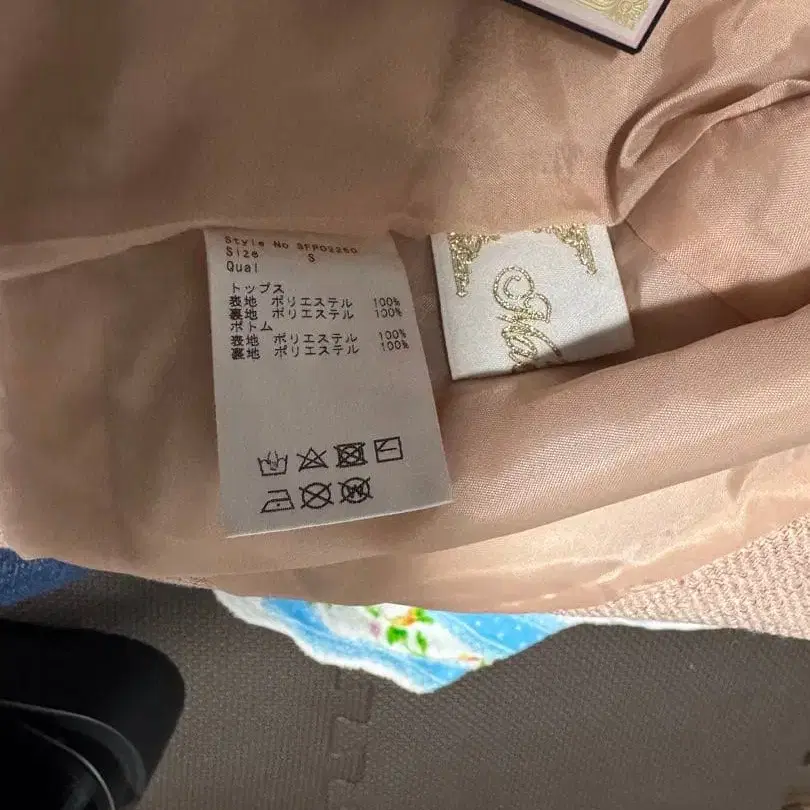 Style No SFPO2260
Size S
Qual
トップス
表地 ポリエステル 100%
裏地 ポリエステル 100%
ボトム
表地 ポリエステル 100%
裏地 ポリエステル 100%